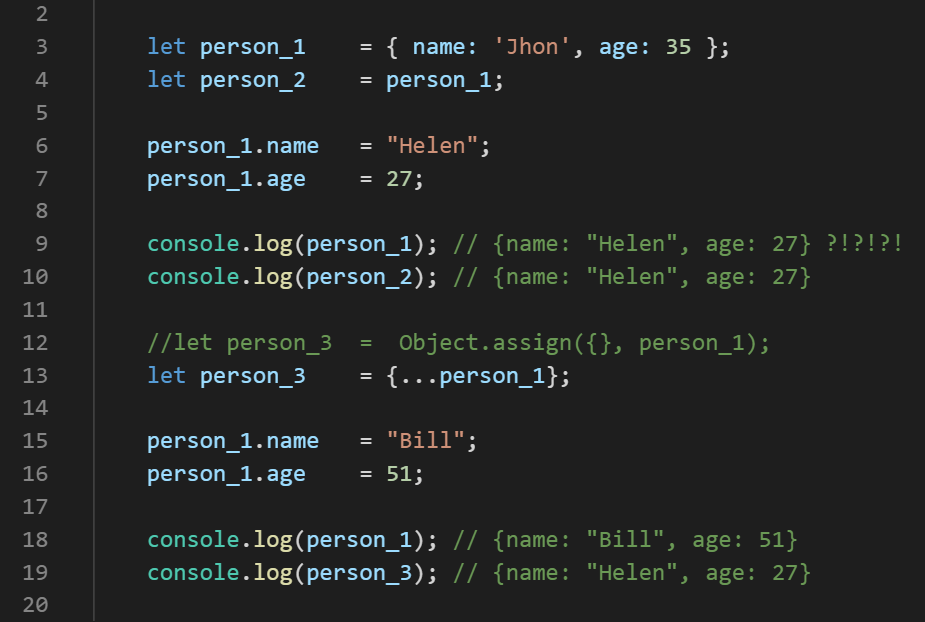 2
3 let person_1    = { name: 'Jhon', age: 35 };
4 let person_2    = person_1;
5
6 person_1.name   = "Helen";
7 person_1.age    = 27;
8
9 console.log(person_1); // {name: "Helen", age: 27} ?!?!?!
10 console.log(person_2); // {name: "Helen", age: 27}
11
12 //let person_3  =  Object.assign({}, person_1);
13 let person_3    = {...person_1};
14
15 person_1.name   = "Bill";
16 person_1.age    = 51;
17
18 console.log(person_1); // {name: "Bill", age: 51}
19 console.log(person_3); // {name: "Helen", age: 27}
20